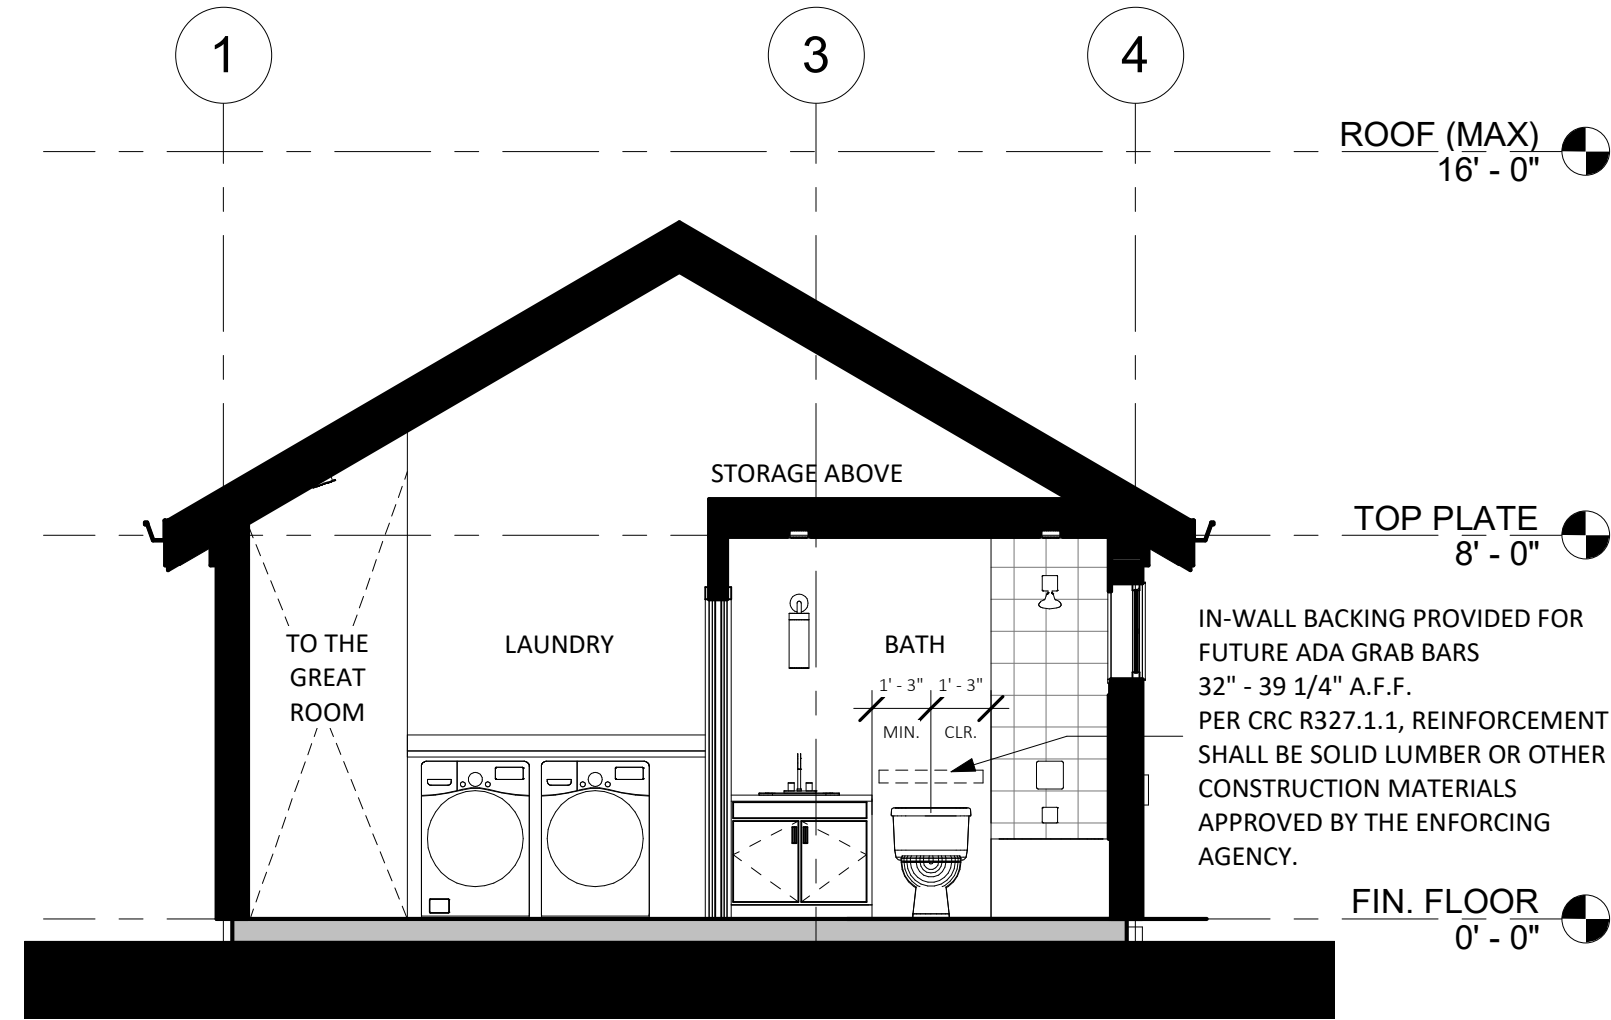 1
3
4
ROOF (MAX)
16' - 0"
STORAGE ABOVE
TOP PLATE
8' - 0"
TO THE
GREAT
ROOM
LAUNDRY
BATH
1' - 3" 1' - 3"
MIN. CLR.
IN-WALL BACKING PROVIDED FOR
FUTURE ADA GRAB BARS
32" - 39 1/4" A.F.F.
PER CRC R327.1.1, REINFORCEMENT
SHALL BE SOLID LUMBER OR OTHER
CONSTRUCTION MATERIALS
APPROVED BY THE ENFORCING
AGENCY.
FIN. FLOOR
0' - 0"